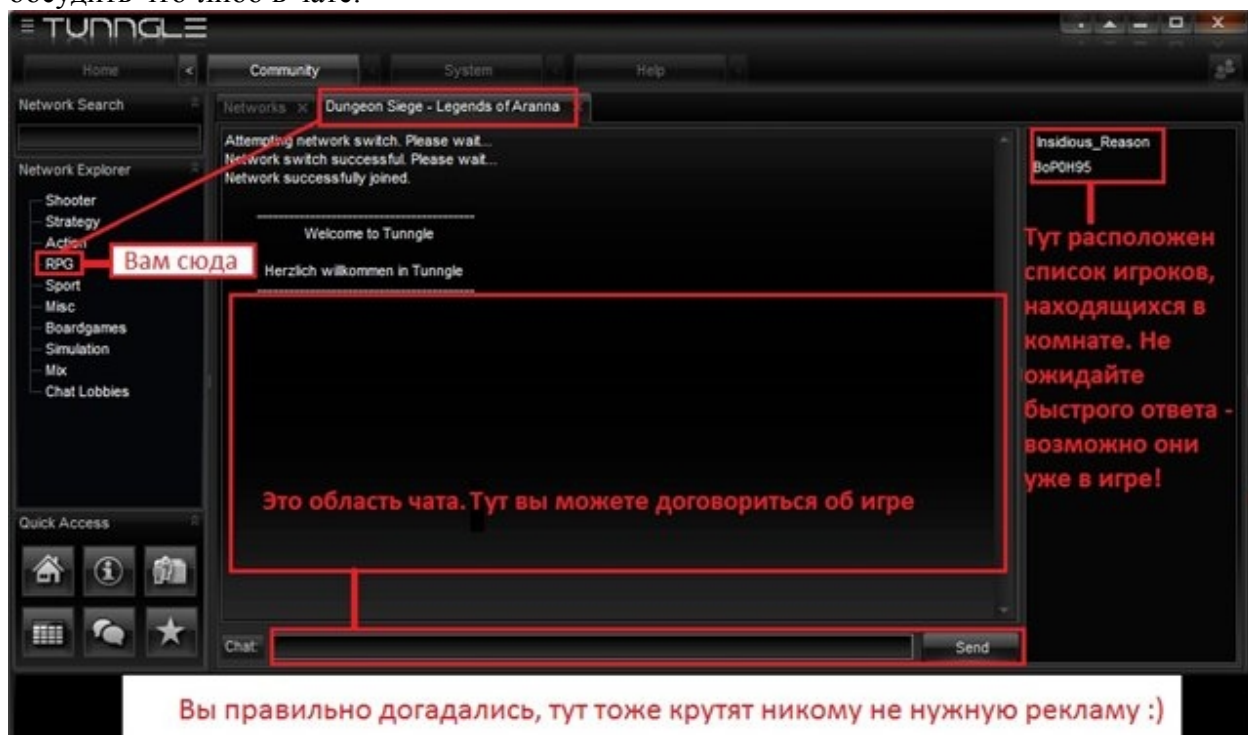 обсудить что-либо в чате.
TUNNGLE
Home
Community
System
Help
Network Search
Networks
Dungeon Siege - Legends of Aranna
Attempting network switch. Please wait...
Network switch successful. Please wait...
Network successfully joined.
Welcome to Tunngle
Herzlich willkommen in Tunngle
Network Explorer
Shooter
Strategy
Action
RPG
Sport
Misc
Boardgames
Simulation
Mix
Chat Lobbies
Вам сюда
Insidious_Reason
BoP0H95
Тут расположен
список игроков,
находящихся в
комнате. Не
ожидайте
быстрого ответа -
возможно они
уже в игре!
Это область чата. Тут вы можете договориться об игре
Quick Access
Chat:
Send
Вы правильно догадались, тут тоже крутят никому не нужную рекламу :)